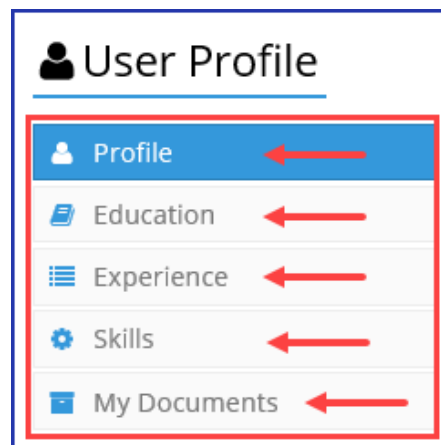 User Profile
Profile
Education
Experience
Skills
My Documents